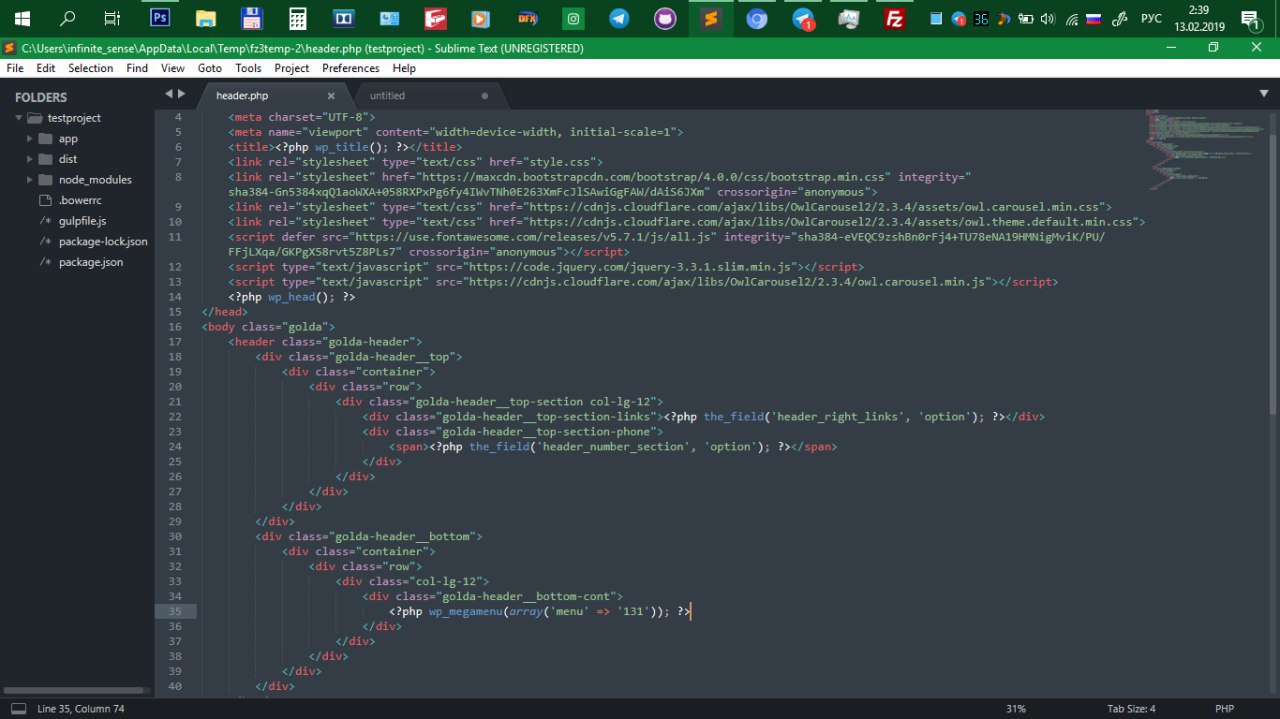 2:39
РУС
13.02.2019
36
1
1
C:\Users\infinite_sense\AppData\Local\Temp\fz3temp-2\header.php (testproject) - Sublime Text (UNREGISTERED)
File Edit Selection Find View Goto Tools Project Preferences Help
FOLDERS
testproject
app
dist
node_modules
.bowerrc
/* gulpfile.js
/* package-lock.json
/* package.json
header.php
untitled
4 <meta charset="UTF-8">
5 <meta name="viewport" content="width=device-width, initial-scale=1">
6 <title><?php wp_title(); ?></title>
7 <link rel="stylesheet" type="text/css" href="style.css">
8 <link rel="stylesheet" href="https://maxcdn.bootstrapcdn.com/bootstrap/4.0.0/css/bootstrap.min.css" integrity="
sha384-Gn5384xqQ1aoWXA+058RXPxPg6fy4IWvTNh0E263XmFcJlSAwiGgFAW/dAiS6JXm" crossorigin="anonymous">
9 <link rel="stylesheet" type="text/css" href="https://cdnjs.cloudflare.com/ajax/libs/OwlCarousel2/2.3.4/assets/owl.carousel.min.css">
10 <link rel="stylesheet" type="text/css" href="https://cdnjs.cloudflare.com/ajax/libs/OwlCarousel2/2.3.4/assets/owl.theme.default.min.css">
11 <script defer src="https://use.fontawesome.com/releases/v5.7.1/js/all.js" integrity="sha384-eVEQC9zshBn0rFj4+TU78eNA19HMNigMviK/PU/
FFjLXqa/GKPgX58rvt5Z8PLs7" crossorigin="anonymous"></script>
12 <script type="text/javascript" src="https://code.jquery.com/jquery-3.3.1.slim.min.js"></script>
13 <script type="text/javascript" src="https://cdnjs.cloudflare.com/ajax/libs/OwlCarousel2/2.3.4/owl.carousel.min.js"></script>
14 <?php wp_head(); ?>
15 </head>
16 <body class="golda">
17 <header class="golda-header">
18 <div class="golda-header__top">
19 <div class="container">
20 <div class="row">
21 <div class="golda-header__top-section col-lg-12">
22 <div class="golda-header__top-section-links"><?php the_field('header_right_links', 'option'); ?></div>
23 <div class="golda-header__top-section-phone">
24 <span><?php the_field('header_number_section', 'option'); ?></span>
25 </div>
26 </div>
27 </div>
28 </div>
29 </div>
30 <div class="golda-header__bottom">
31 <div class="container">
32 <div class="row">
33 <div class="col-lg-12">
34 <div class="golda-header__bottom-cont">
35 <?php wp_megamenu(array('menu' => '131')); ?>
36 </div>
37 </div>
38 </div>
39 </div>
40 </div>
Line 35, Column 74
31%
Tab Size: 4
PHP